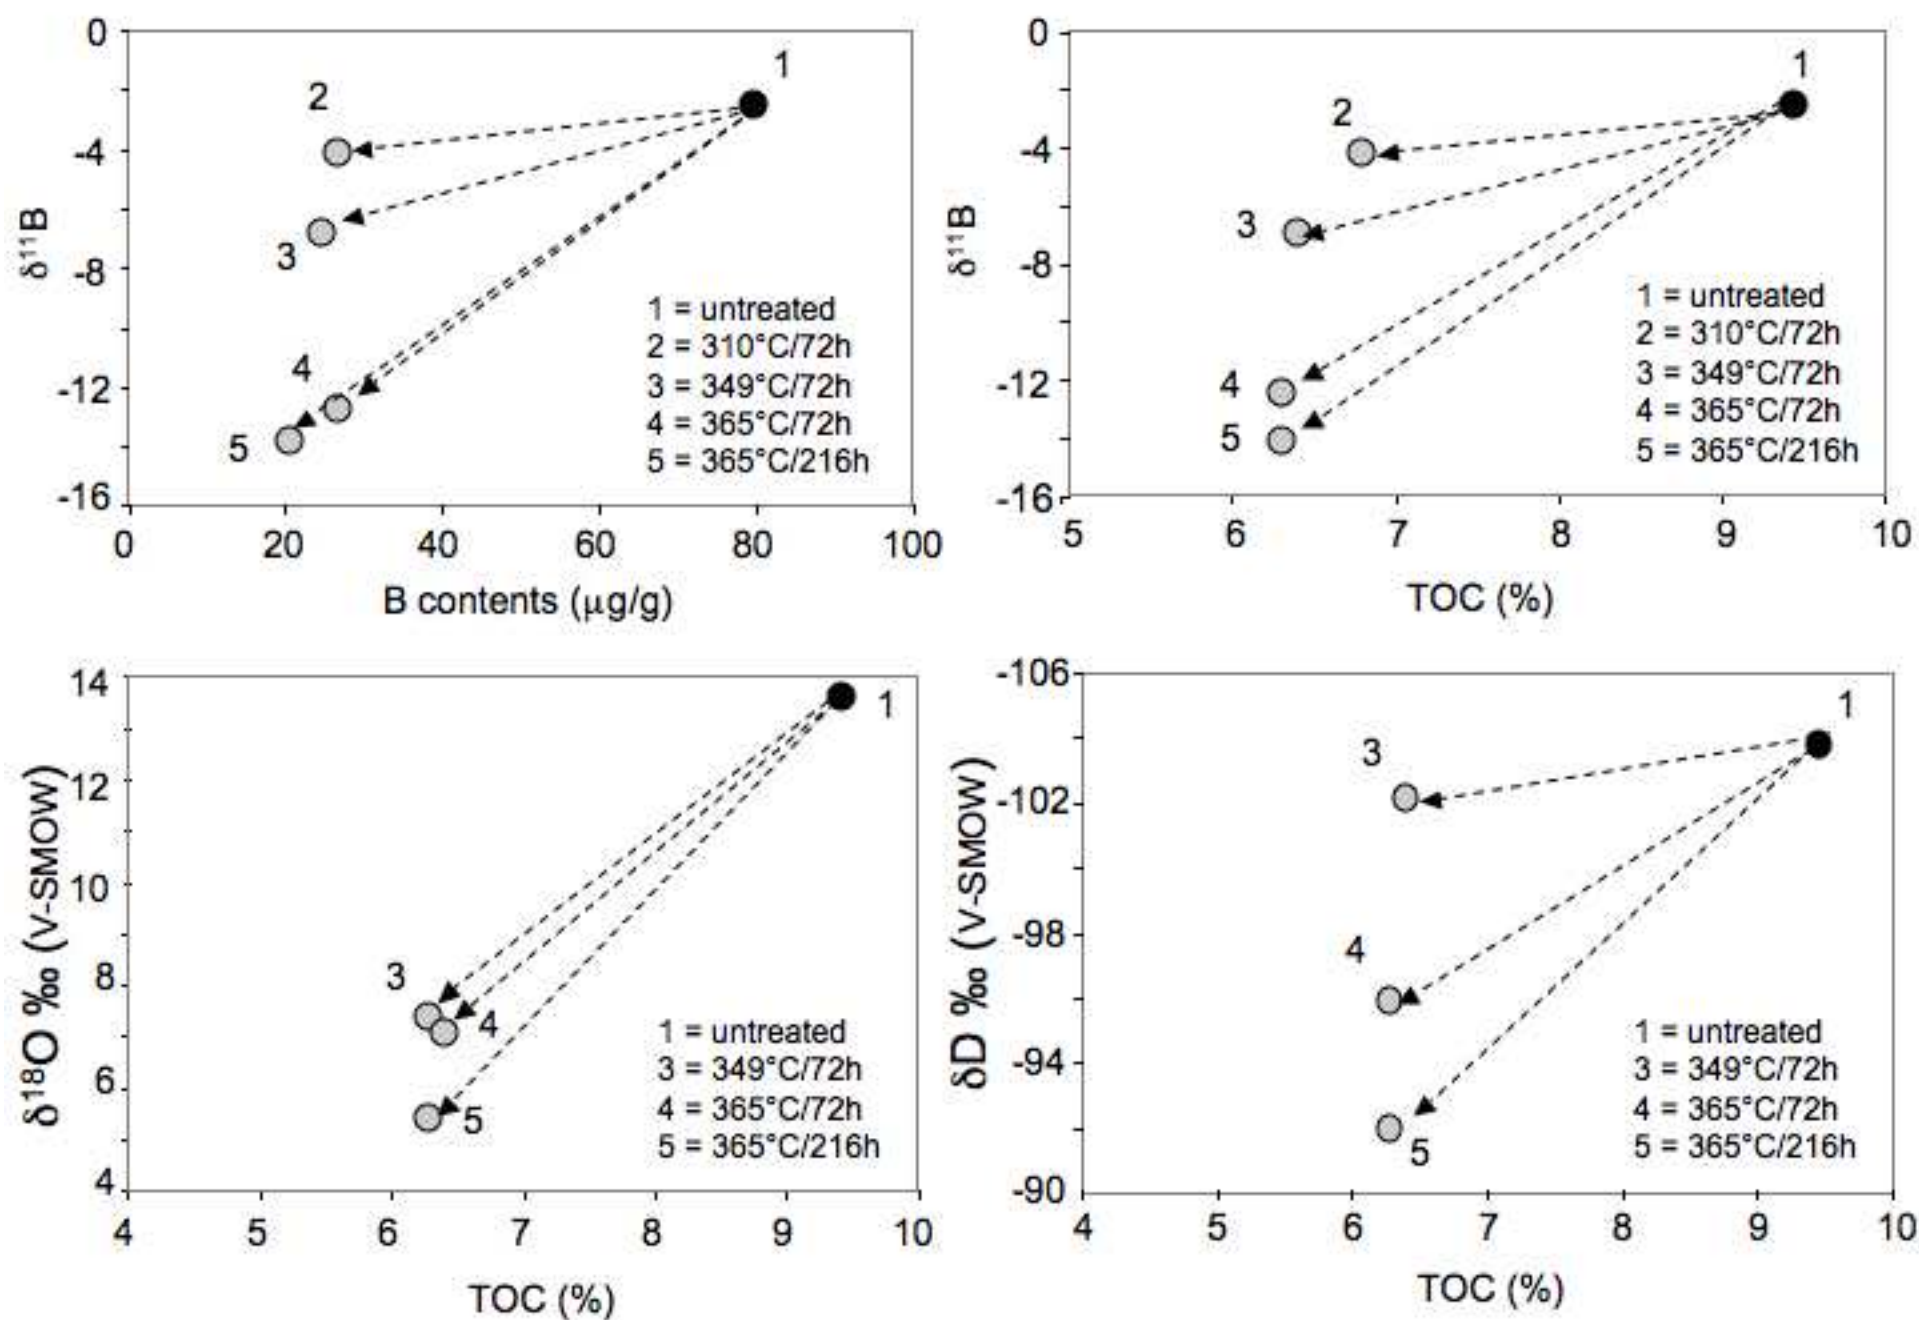 0
-4
-8
-12
-16
δ¹¹B
1
2
3
4
5
1 = untreated
2 = 310°C/72h
3 = 349°C/72h
4 = 365°C/72h
5 = 365°C/216h
0 20 40 60 80 100
B contents (μg/g)
0
-4
-8
-12
-16
δ¹¹B
1
2
3
4
5
1 = untreated
2 = 310°C/72h
3 = 349°C/72h
4 = 365°C/72h
5 = 365°C/216h
5 6 7 8 9 10
TOC (%)
14
12
10
8
6
4
δ¹⁸O ‰ (V-SMOW)
1
3
4
5
1 = untreated
3 = 349°C/72h
4 = 365°C/72h
5 = 365°C/216h
4 5 6 7 8 9 10
TOC (%)
-106
-102
-98
-94
-90
δD ‰ (V-SMOW)
1
3
4
5
1 = untreated
3 = 349°C/72h
4 = 365°C/72h
5 = 365°C/216h
4 5 6 7 8 9 10
TOC (%)